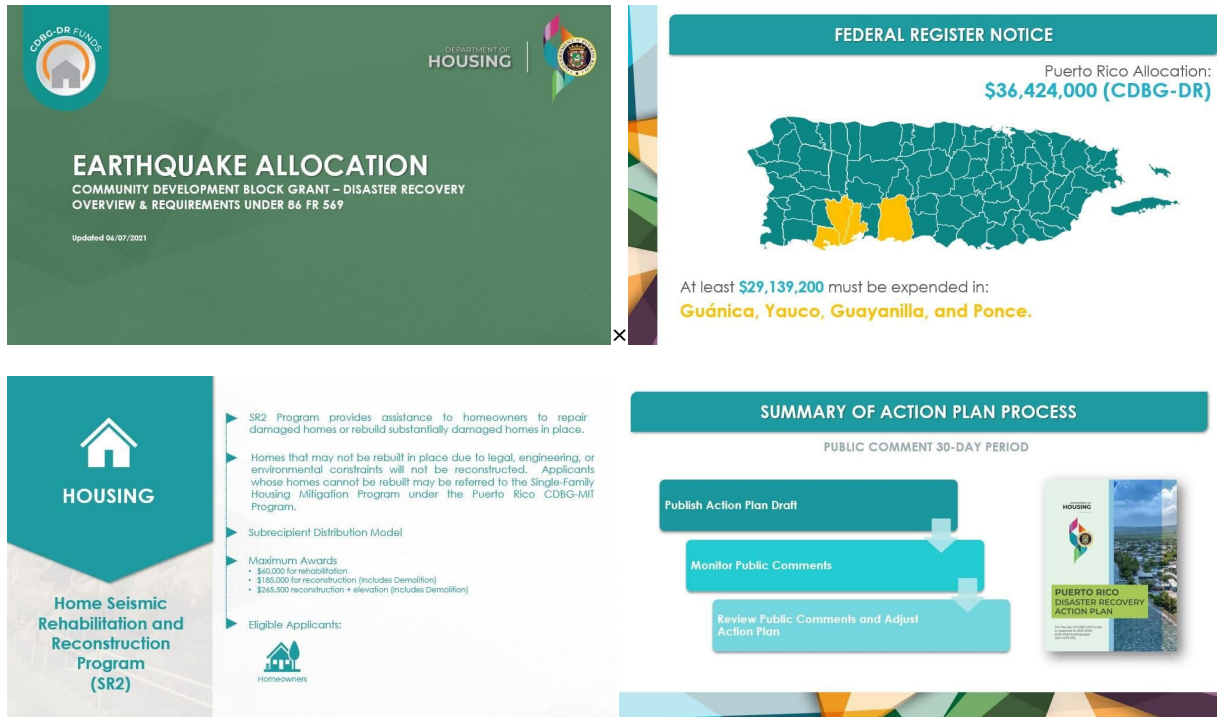 CDBG-DR FUNDS
DEPARTMENT OF
HOUSING
EARTHQUAKE ALLOCATION
COMMUNITY DEVELOPMENT BLOCK GRANT – DISASTER RECOVERY
OVERVIEW & REQUIREMENTS UNDER 86 FR 569
Updated 06/07/2021
FEDERAL REGISTER NOTICE
Puerto Rico Allocation:
$36,424,000 (CDBG-DR)
At least $29,139,200 must be expended in:
Guánica, Yauco, Guayanilla, and Ponce.
HOUSING
Home Seismic
Rehabilitation and
Reconstruction
Program
(SR2)
SR2 Program provides assistance to homeowners to repair
damaged homes or rebuild substantially damaged homes in place.
Homes that may not be rebuilt in place due to legal, engineering, or
environmental constraints will not be reconstructed. Applicants
whose homes cannot be rebuilt may be referred to the Single-Family
Housing Mitigation Program under the Puerto Rico CDBG-MIT
Program.
Subrecipient Distribution Model
Maximum Awards
• $60,000 for rehabilitation
• $185,000 for reconstruction (Includes Demolition)
• $265,500 reconstruction + elevation (Includes Demolition)
Eligible Applicants:
Homeowners
SUMMARY OF ACTION PLAN PROCESS
PUBLIC COMMENT 30-DAY PERIOD
Publish Action Plan Draft
Monitor Public Comments
Review Public Comments and Adjust
Action Plan
HOUSING
PUERTO RICO
DISASTER RECOVERY
ACTION PLAN